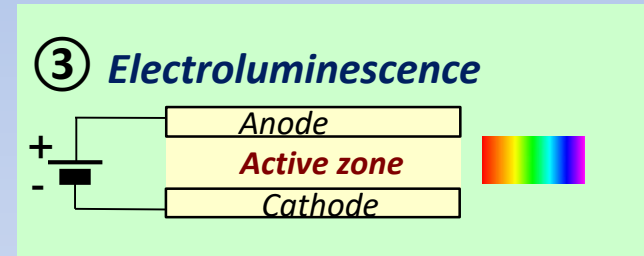 ③ Electroluminescence
Anode
+
Active zone
-
Cathode